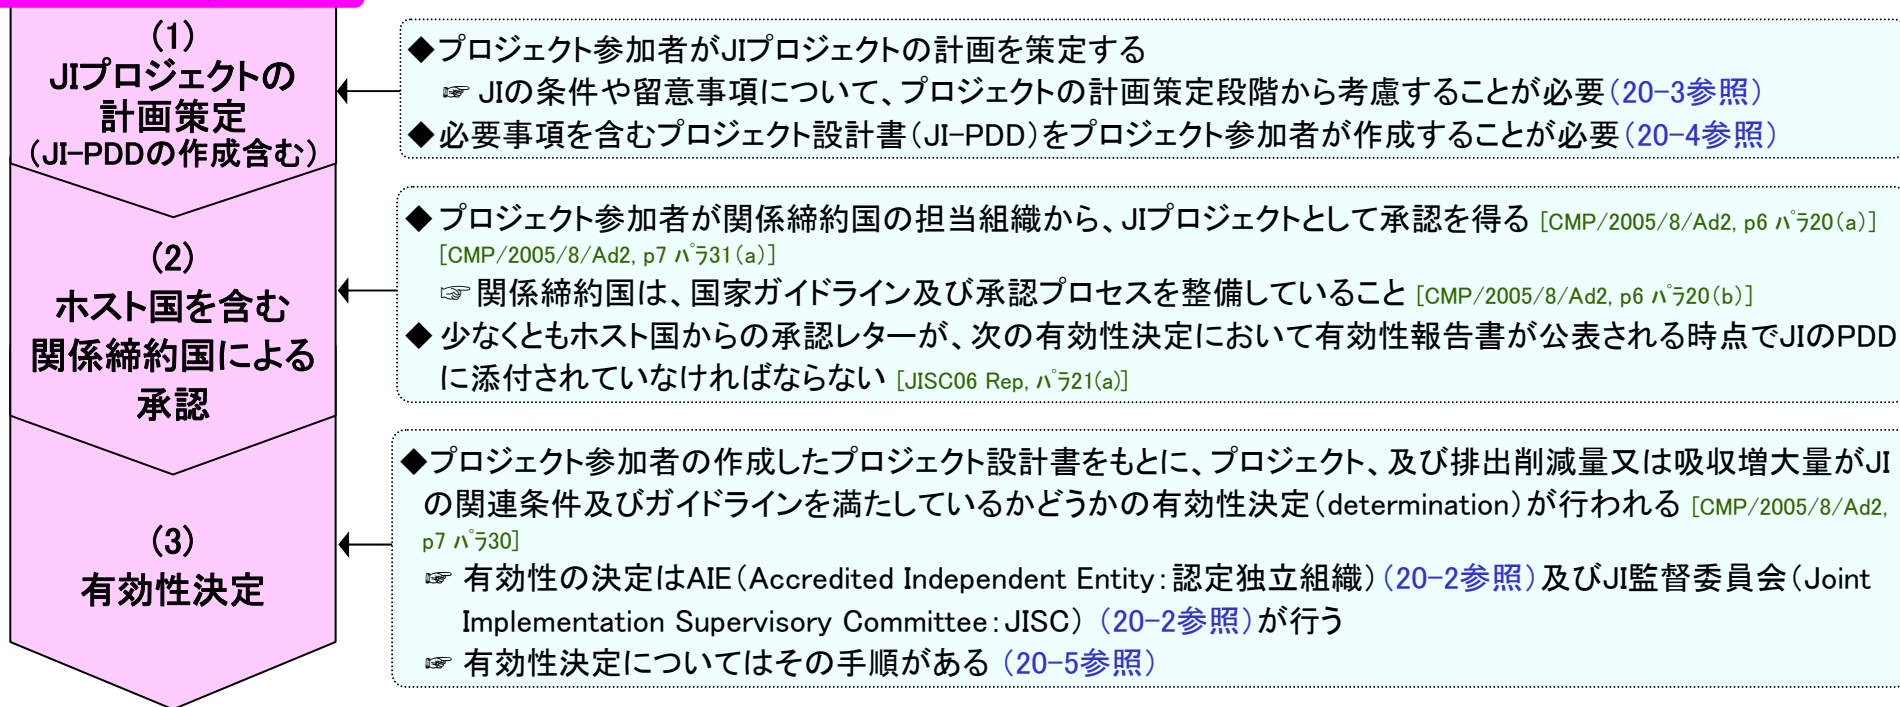 (1)
JIプロジェクトの
計画策定
(JI-PDDの作成含む)
◆プロジェクト参加者がJIプロジェクトの計画を策定する
☞ JIの条件や留意事項について、プロジェクトの計画策定段階から考慮することが必要(20-3参照)
◆必要事項を含むプロジェクト設計書(JI-PDD)をプロジェクト参加者が作成することが必要(20-4参照)
(2)
ホスト国を含む
関係締約国による
承認
◆プロジェクト参加者が関係締約国の担当組織から、JIプロジェクトとして承認を得る [CMP/2005/8/Ad2, p6 パラ20(a)]
[CMP/2005/8/Ad2, p7 パラ31(a)]
☞関係締約国は、国家ガイドライン及び承認プロセスを整備していること [CMP/2005/8/Ad2, p6 パラ20(b)]
◆少なくともホスト国からの承認レターが、次の有効性決定において有効性報告書が公表される時点でJIのPDD
に添付されていなければならない [JISC06 Rep, パラ21(a)]
(3)
有効性決定
◆プロジェクト参加者の作成したプロジェクト設計書をもとに、プロジェクト、及び排出削減量又は吸収増大量がJI
の関連条件及びガイドラインを満たしているかどうかの有効性決定(determination)が行われる [CMP/2005/8/Ad2,
p7 パラ30]
☞ 有効性の決定はAIE(Accredited Independent Entity:認定独立組織)(20-2参照)及びJI監督委員会(Joint
Implementation Supervisory Committee:JISC) (20-2参照)が行う
☞ 有効性決定についてはその手順がある (20-5参照)